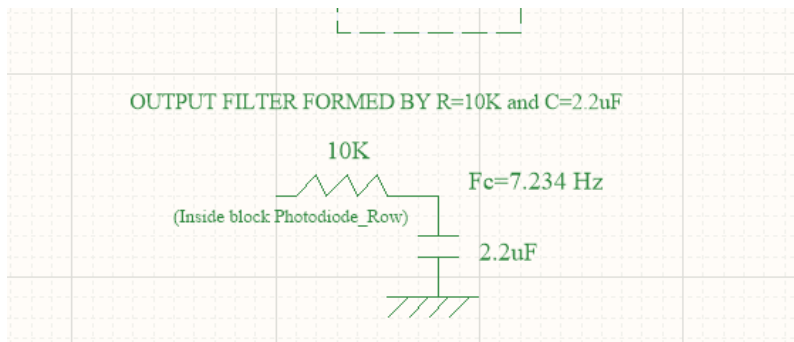 OUTPUT FILTER FORMED BY R=10K and C=2.2uF
10K
Fc=7.234 Hz
(Inside block Photodiode_Row)
2.2uF